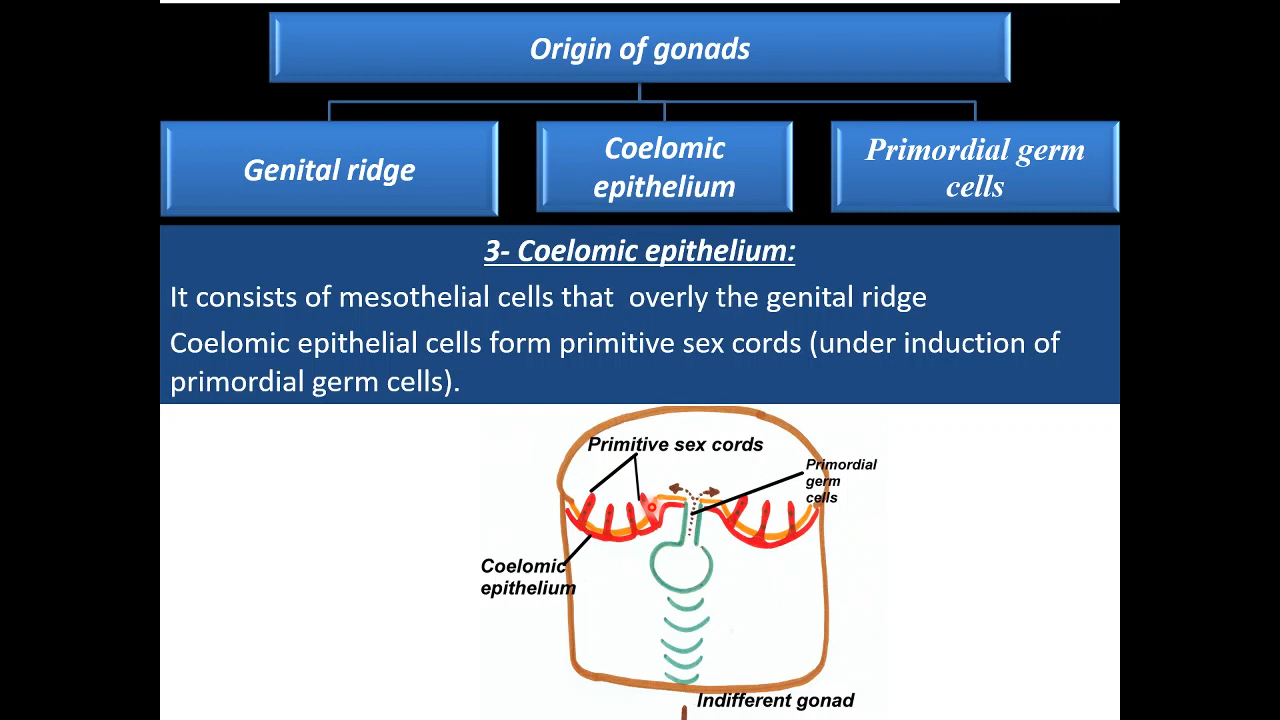 Origin of gonads
Genital ridge
Coelomic
epithelium
Primordial germ
cells
3- Coelomic epithelium:
It consists of mesothelial cells that  overly the genital ridge
Coelomic epithelial cells form primitive sex cords (under induction of
primordial germ cells).
Primitive sex cords
Primordial
germ
cells
Coelomic
epithelium
Indifferent gonad